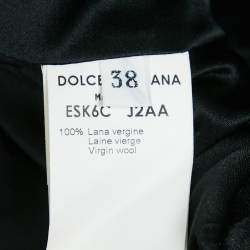 DOLCE 38 ANA
M
ESK6C J2AA
100% Lana vergine
Laine vierge
Virgin wool